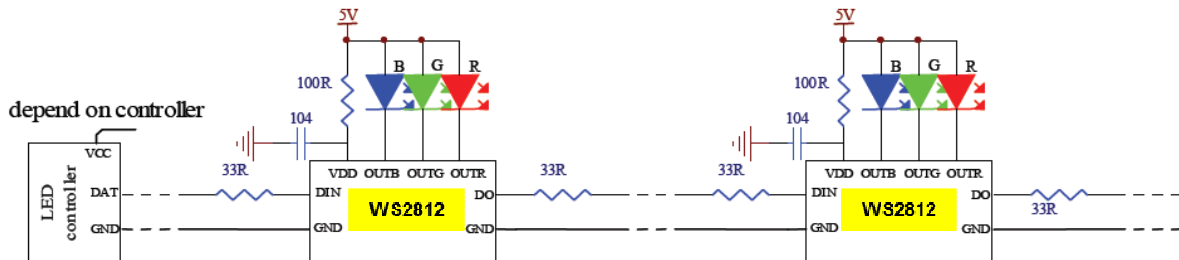 5V
5V
B G R
B G R
100R
100R
depend on controller
104
104
VCC
33R
VDD OUTB OUTG OUTR
33R
33R
VDD OUTB OUTG OUTR
LED controller
DAT
DIN
DO
DIN
DO
WS2812
WS2812
33R
GND
GND
GND
GND
GND